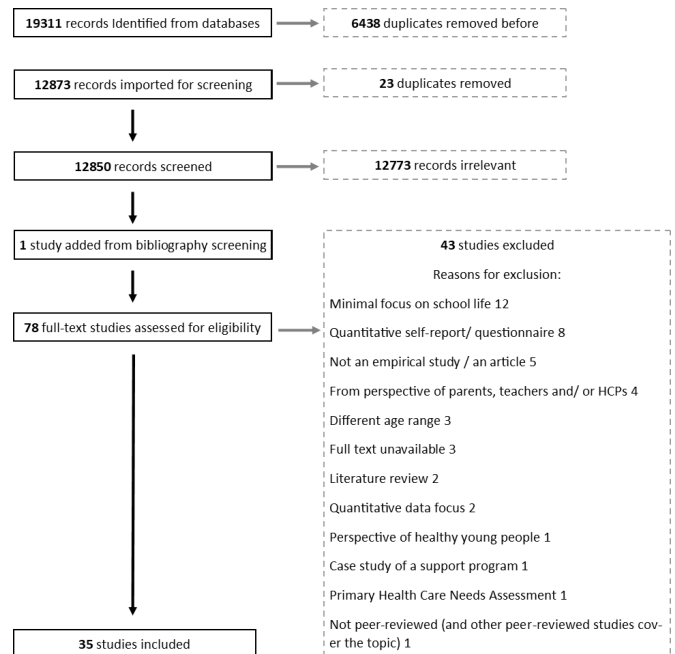 19311 records Identified from databases
6438 duplicates removed before
12873 records imported for screening
23 duplicates removed
12850 records screened
12773 records irrelevant
1 study added from bibliography screening
78 full-text studies assessed for eligibility
43 studies excluded
Reasons for exclusion:
Minimal focus on school life 12
Quantitative self-report/ questionnaire 8
Not an empirical study / an article 5
From perspective of parents, teachers and/ or HCPs 4
Different age range 3
Full text unavailable 3
Literature review 2
Quantitative data focus 2
Perspective of healthy young people 1
Case study of a support program 1
Primary Health Care Needs Assessment 1
Not peer-reviewed (and other peer-reviewed studies cov-
er the topic) 1
35 studies included